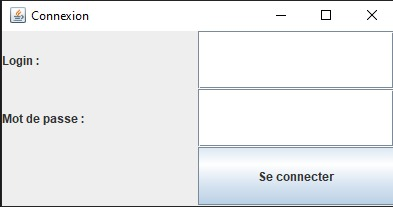 Connexion
Login :
Mot de passe :
Se connecter